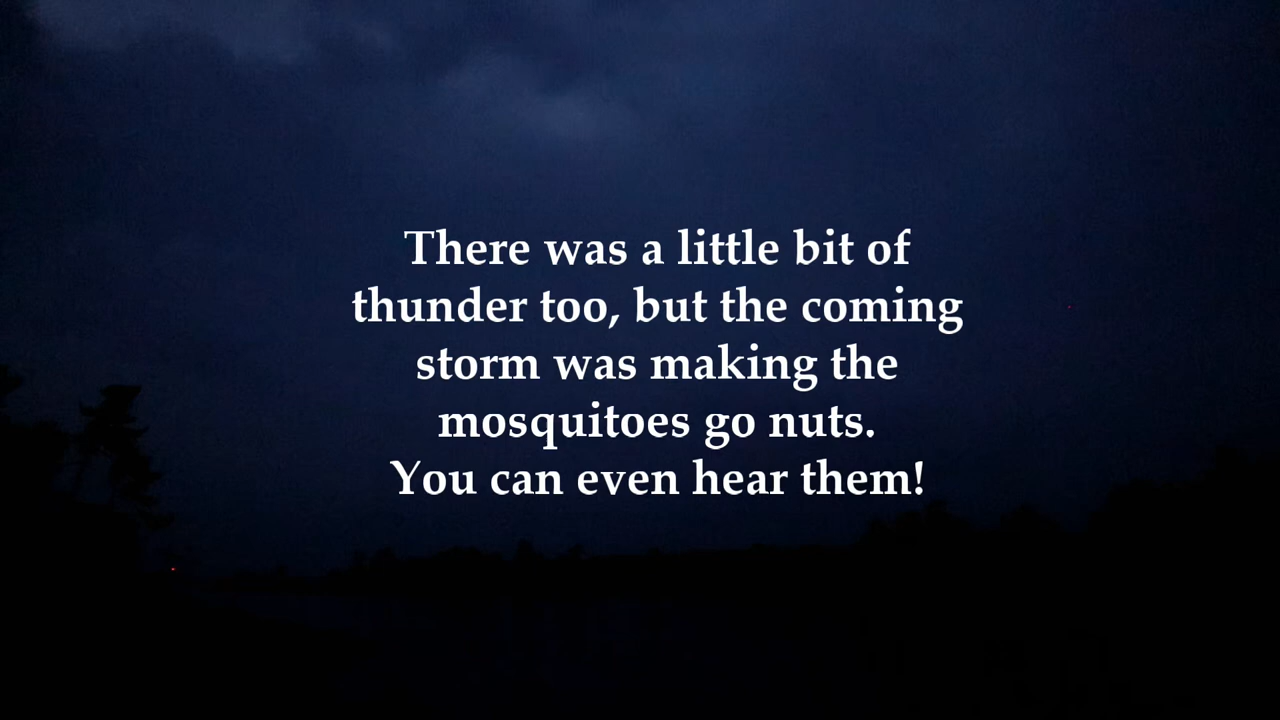 There was a little bit of
thunder too, but the coming
storm was making the
mosquitoes go nuts.
You can even hear them!